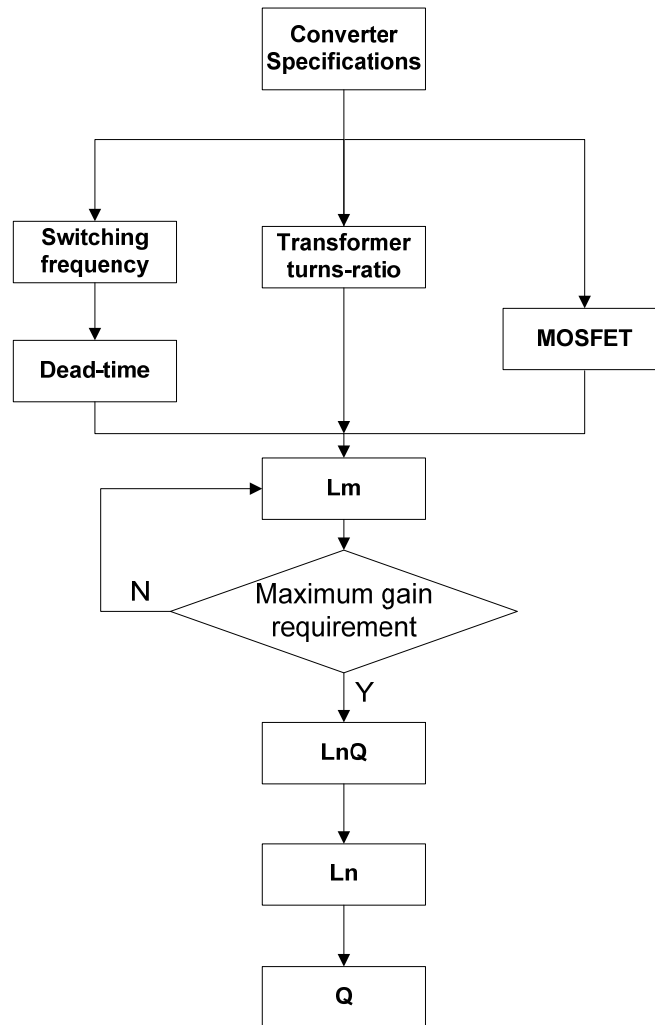 Converter
Specifications
Switching
frequency
Transformer
turns-ratio
MOSFET
Dead-time
Lm
Maximum gain
requirement
N
Y
LnQ
Ln
Q